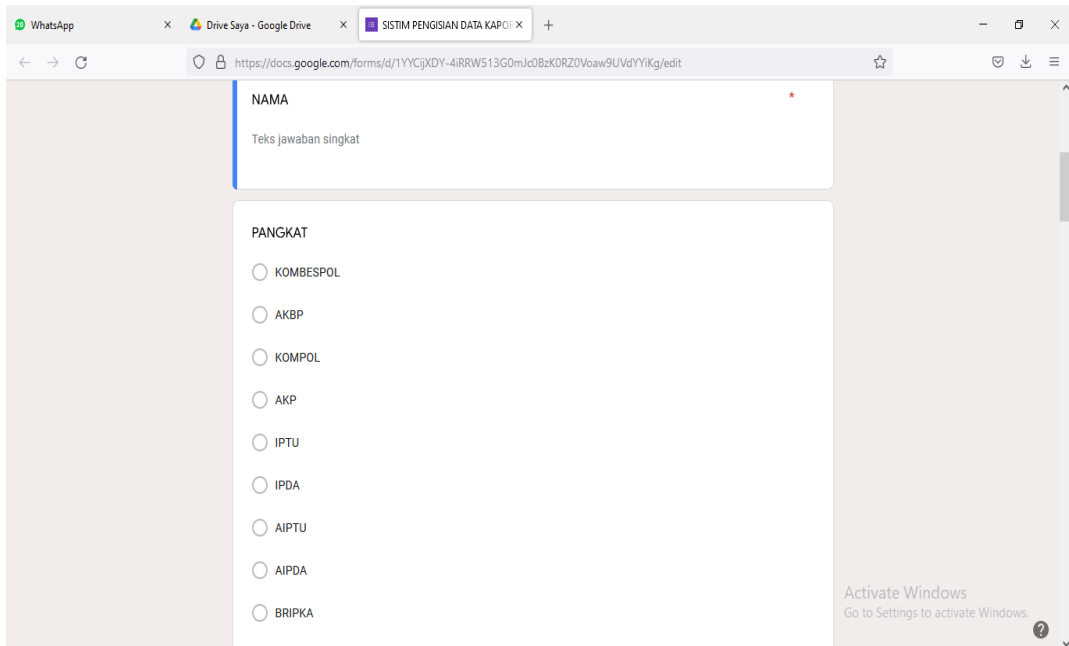 20 WhatsApp
Drive Saya - Google Drive
SISTIM PENGISIAN DATA KAPOR
https://docs.google.com/forms/d/1YYCijXDY-4iRRW513G0mJc0BzK0RZ0Voaw9UVdYYiKg/edit
NAMA *
Teks jawaban singkat
PANGKAT
KOMBESPOL
AKBP
KOMPOL
AKP
IPTU
IPDA
AIPTU
AIPDA
BRIPKA
Activate Windows
Go to Settings to activate Windows.